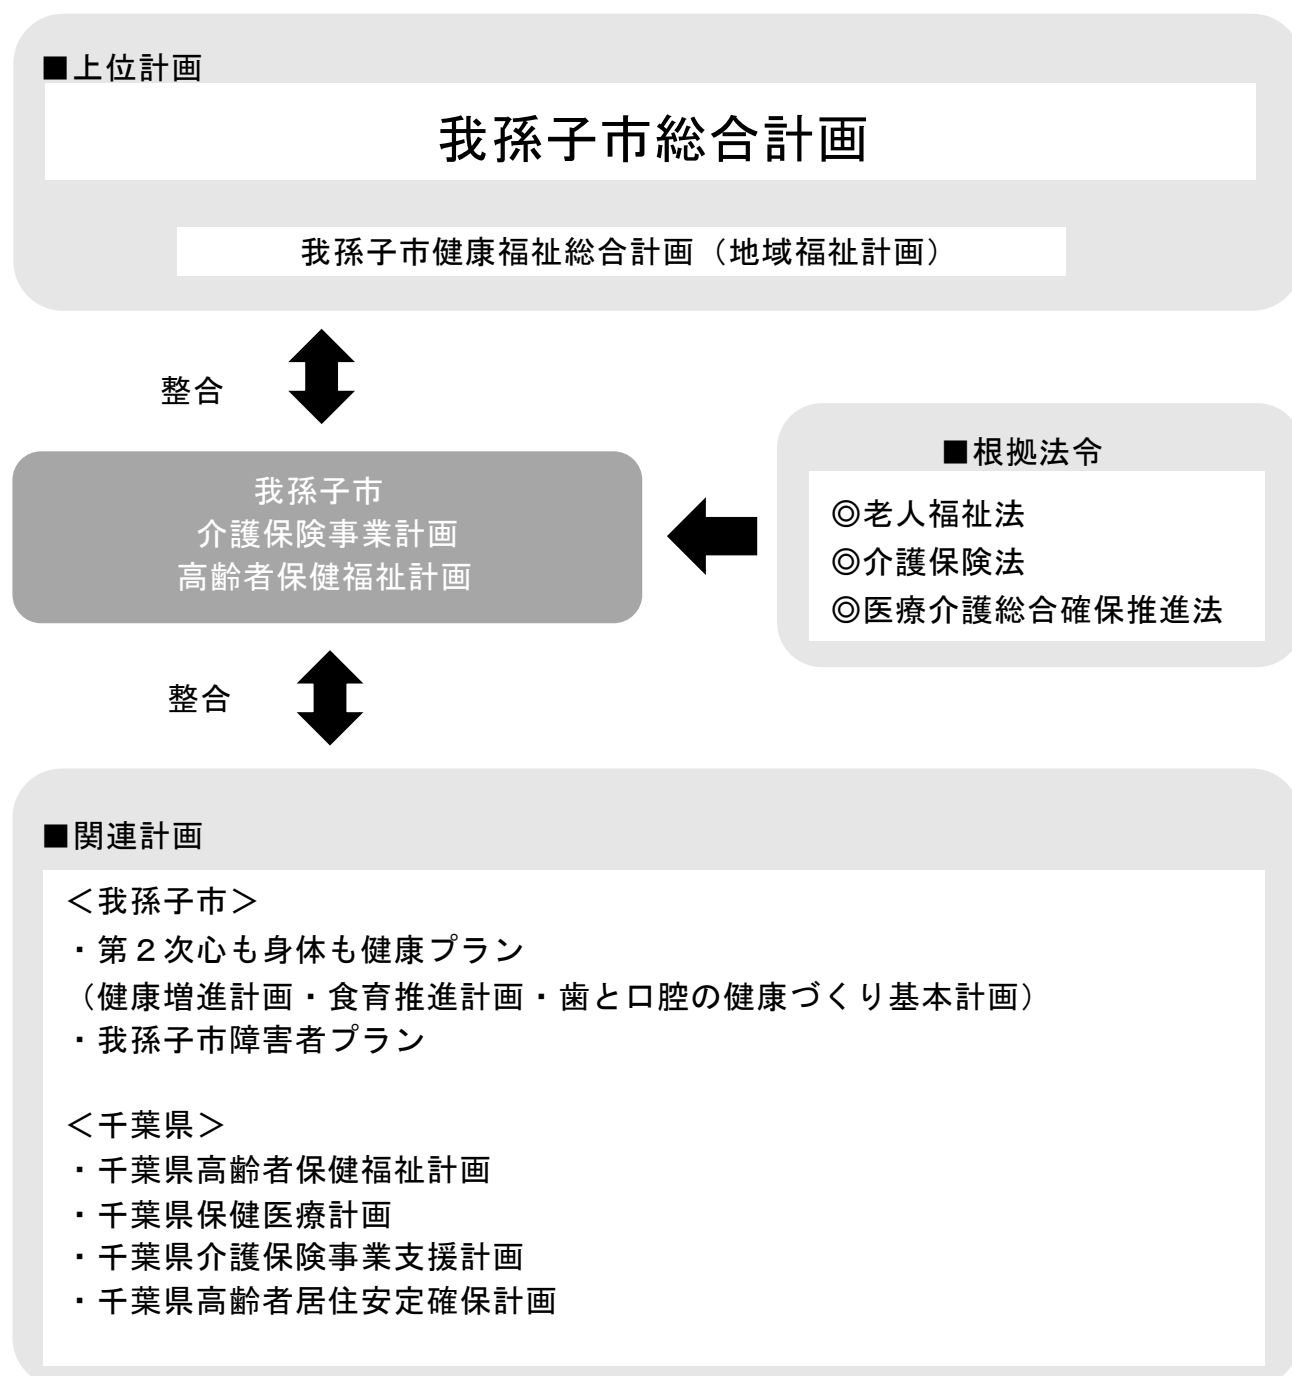 ■上位計画
我孫子市総合計画
我孫子市健康福祉総合計画（地域福祉計画）
整合
我孫子市
介護保険事業計画
高齢者保健福祉計画
■根拠法令
◎老人福祉法
◎介護保険法
◎医療介護総合確保推進法
整合
■関連計画
＜我孫子市＞
・第２次心も身体も健康プラン
（健康増進計画・食育推進計画・歯と口腔の健康づくり基本計画）
・我孫子市障害者プラン
＜千葉県＞
・千葉県高齢者保健福祉計画
・千葉県保健医療計画
・千葉県介護保険事業支援計画
・千葉県高齢者居住安定確保計画